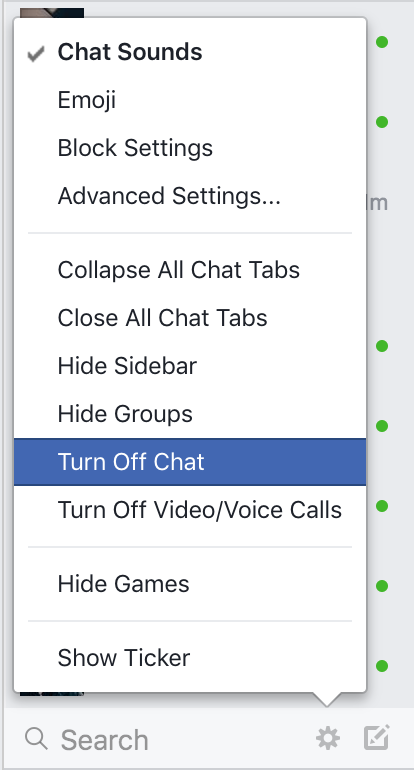 Chat Sounds
Emoji
Block Settings
Advanced Settings...
Collapse All Chat Tabs
Close All Chat Tabs
Hide Sidebar
Hide Groups
Turn Off Chat
Turn Off Video/Voice Calls
Hide Games
Show Ticker
Search